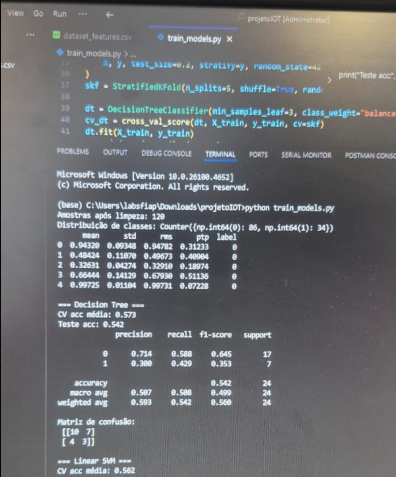 View Go Run ... projetoIOT [Administrador]
dataset_features.csv train_models.py X
.csv
train_models.py > ...
X, y, test_size=0.2, stratify=y, random_state=42
36 )
37 skf = StratifiedKFold(n_splits=5, shuffle=True, rand
print("Teste acc",
39 dt = DecisionTreeClassifier(min_samples_leaf=3, class_weight="balance
40 cv_dt = cross_val_score(dt, X_train, y_train, cv=skf)
41 dt.fit(X_train, y_train)
PROBLEMS OUTPUT DEBUG CONSOLE TERMINAL PORTS SERIAL MONITOR POSTMAN CONSO
Microsoft Windows [Version 10.0.26100.4652]
(c) Microsoft Corporation. All rights reserved.
(base) C:\Users\labsfiap\Downloads\projetoIOT>python train_models.py
Amostras após limpeza: 120
Distribuição de classes: Counter({np.int64(0): 86, np.int64(1): 34})
mean std res ptp label
0 0.94320 0.09348 0.94782 0.31233 0
1 0.48424 0.11070 0.49673 0.40904 0
2 0.32631 0.04274 0.32910 0.18974 0
3 0.66444 0.14129 0.67930 0.51136 0
4 0.99725 0.01104 0.99731 0.07228 0
=== Decision Tree ===
CV acc média: 0.573
Teste acc: 0.542
precision recall f1-score support
0 0.714 0.588 0.645 17
1 0.300 0.429 0.353 7
accuracy 0.542 24
macro avg 0.507 0.508 0.499 24
weighted avg 0.593 0.542 0.560 24
Matriz de confusão:
[[10 7]
[ 4 3]]
=== Linear SVM ===
CV acc média: 0.562